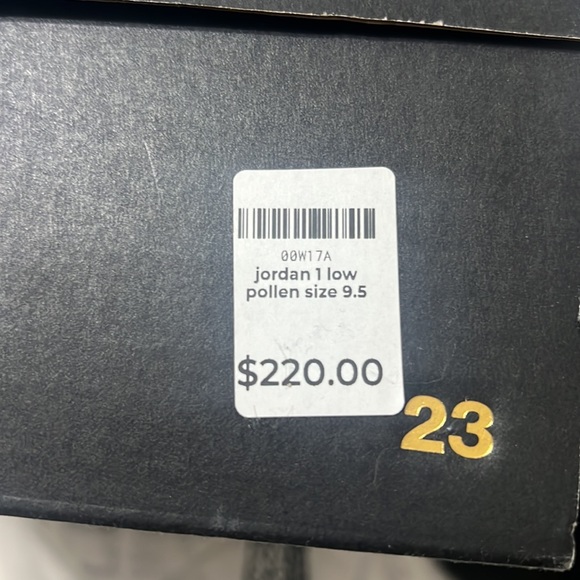 00W17A
jordan 1 low
pollen size 9.5
$220.00
23